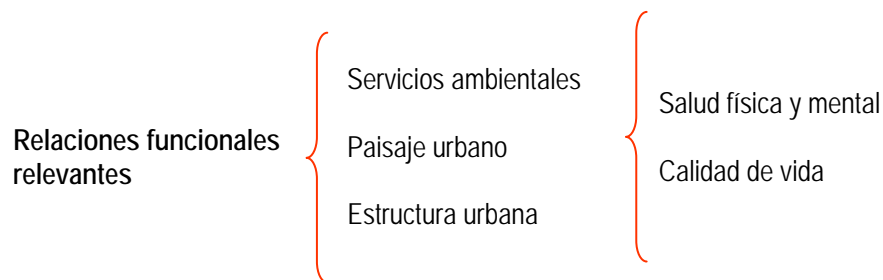 Relaciones funcionales
relevantes
Servicios ambientales
Paisaje urbano
Estructura urbana
Salud física y mental
Calidad de vida